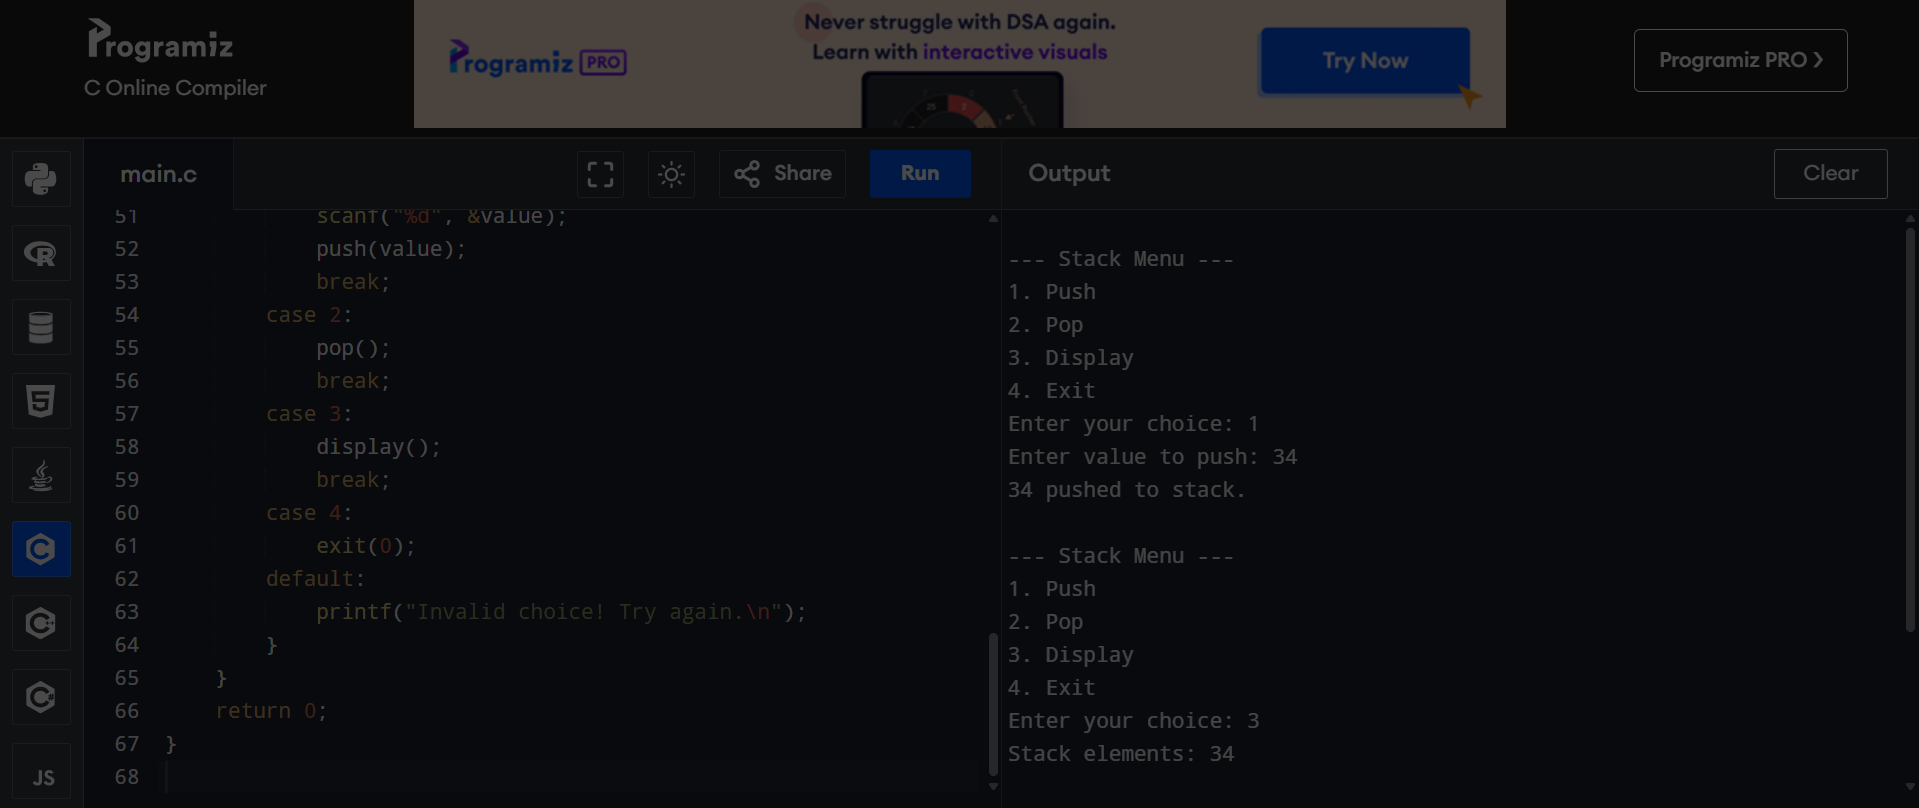 Programiz
C Online Compiler
Never struggle with DSA again.
Learn with interactive visuals
Programiz PRO
Try Now
Programiz PRO >
main.c
Share
Run
Output
Clear
51 scanf("%d", &value);
52 push(value);
53 break;
54 case 2:
55 pop();
56 break;
57 case 3:
58 display();
59 break;
60 case 4:
61 exit(0);
62 default:
63 printf("Invalid choice! Try again.\n");
64 }
65 }
66 return 0;
67 }
68
--- Stack Menu ---
1. Push
2. Pop
3. Display
4. Exit
Enter your choice: 1
Enter value to push: 34
34 pushed to stack.
--- Stack Menu ---
1. Push
2. Pop
3. Display
4. Exit
Enter your choice: 3
Stack elements: 34
JS